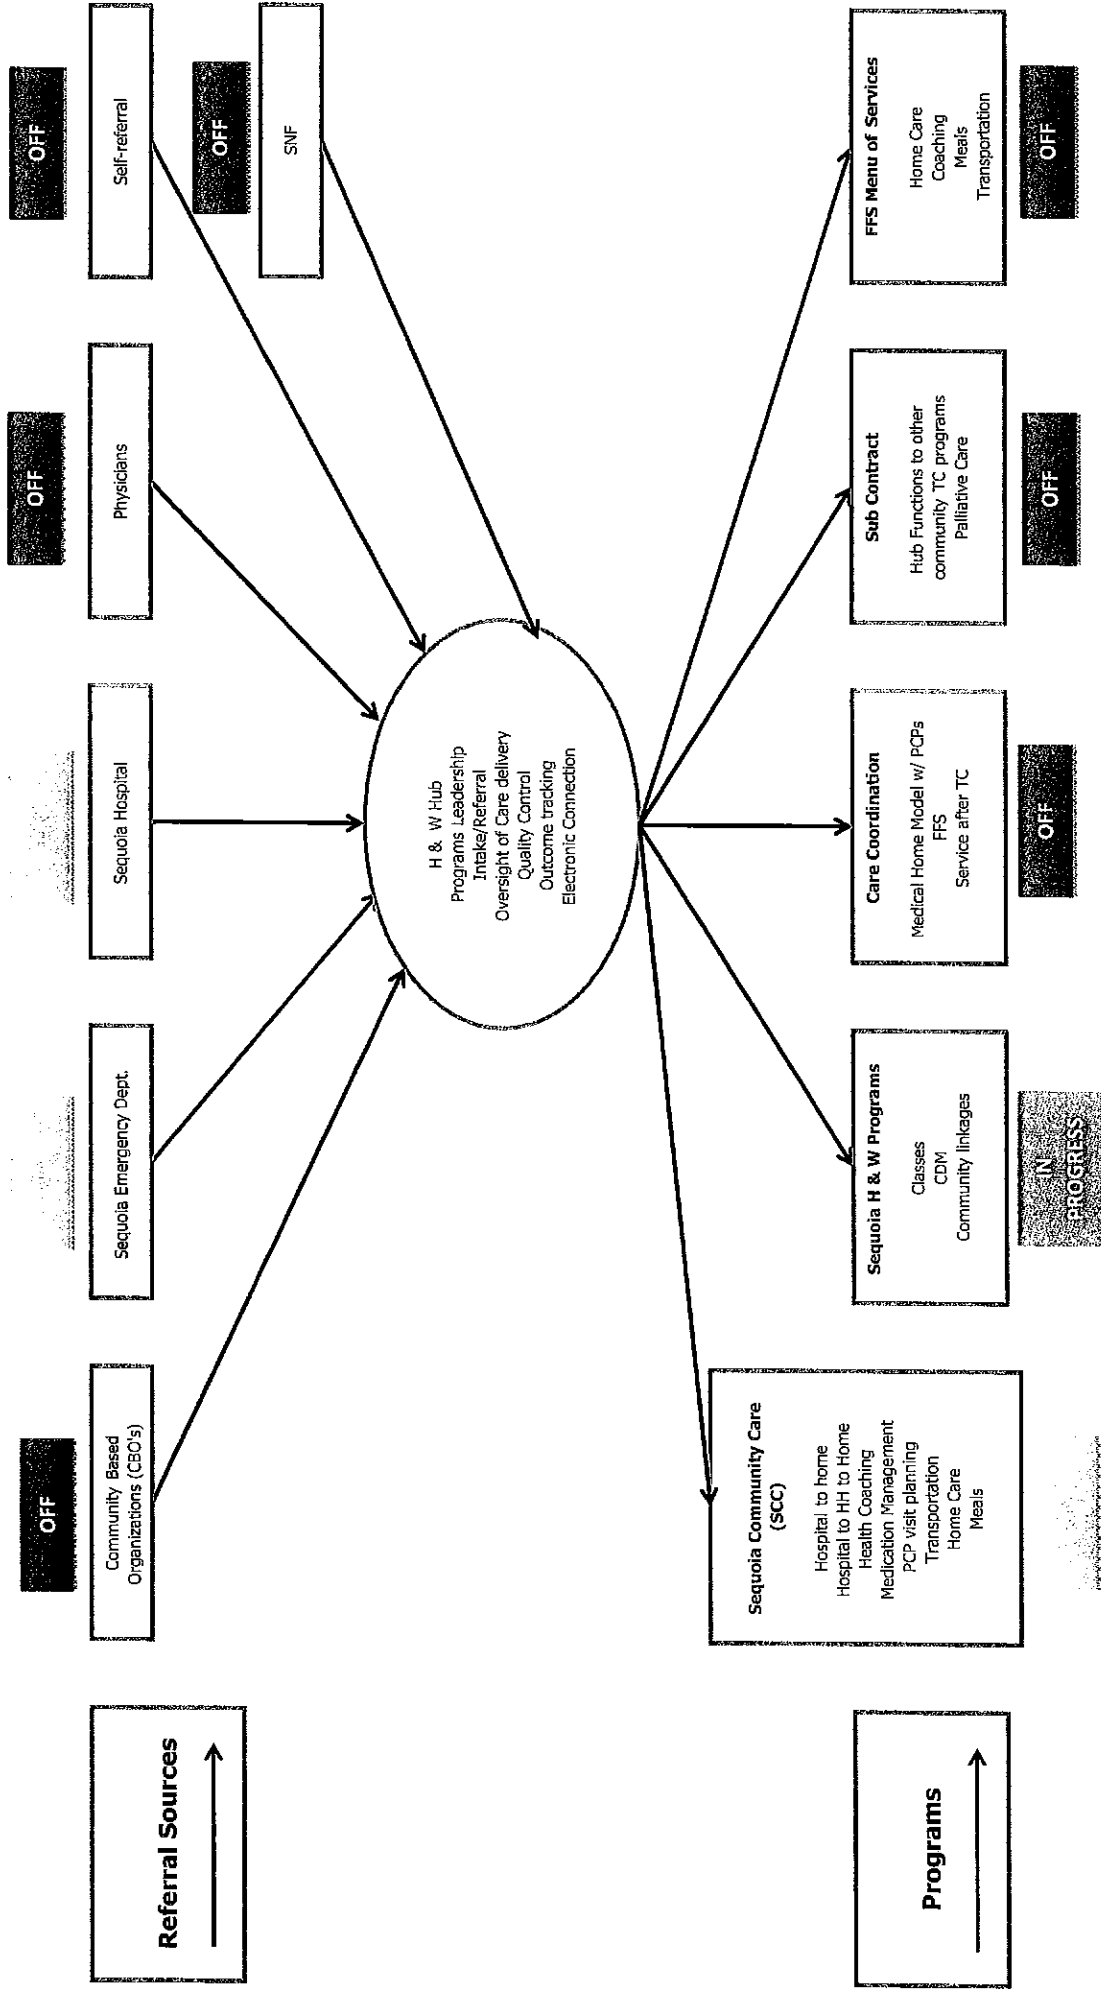 OFF
OFF
OFF
Referral Sources
Community Based
Organizations (CBO's)
Sequoia Emergency Dept.
Sequoia Hospital
Physicians
Self-referral
OFF
SNF
H & W Hub
Programs Leadership
Intake/Referral
Oversight of Care delivery
Quality Control
Outcome tracking
Electronic Connection
Programs
Sequoia Community Care
(SCC)
Hospital to home
Hospital to HH to Home
Health Coaching
Medication Management
PCP visit planning
Transportation
Home Care
Meals
Sequoia H & W Programs
Classes
CDM
Community linkages
IN
PROGRESS
Care Coordination
Medical Home Model w/ PCPs
FFS
Service after TC
OFF
Sub Contract
Hub Functions to other
community TC programs
Palliative Care
OFF
FFS Menu of Services
Home Care
Coaching
Meals
Transportation
OFF